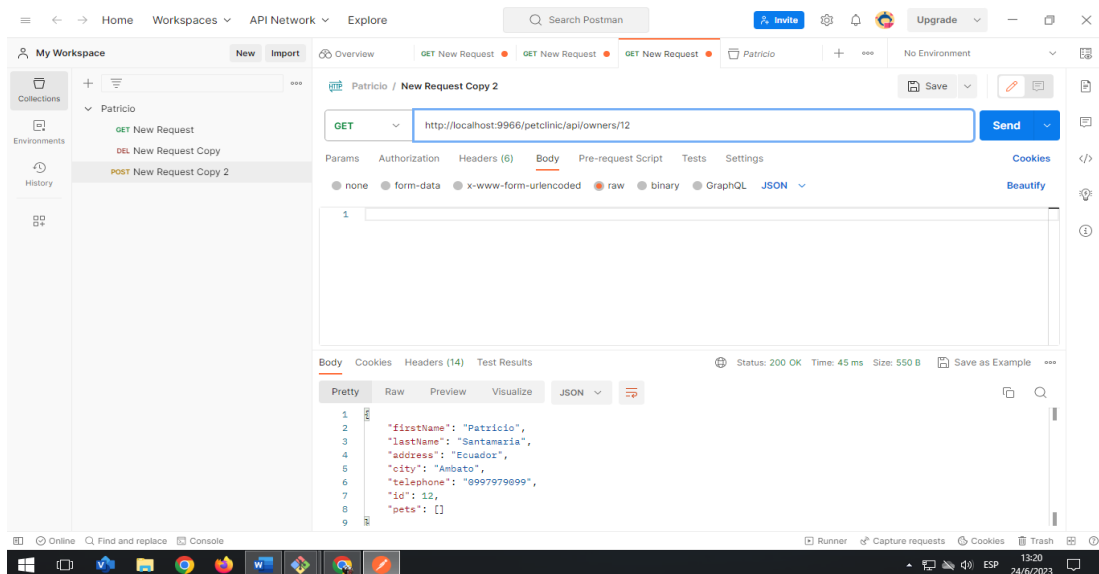 Home Workspaces API Network Explore Search Postman Invite Upgrade
My Workspace New Import Overview GET New Request GET New Request GET New Request Patricio No Environment
Collections
Environments
History
Patricio
GET New Request
DEL New Request Copy
POST New Request Copy 2
HTTP Patricio / New Request Copy 2 Save
GET http://localhost:9966/petclinic/api/owners/12 Send
Params Authorization Headers (6) Body Pre-request Script Tests Settings Cookies
none form-data x-www-form-urlencoded raw binary GraphQL JSON Beautify
1
Body Cookies Headers (14) Test Results Status: 200 OK Time: 45 ms Size: 550 B Save as Example
Pretty Raw Preview Visualize JSON
1 {
2 "firstName": "Patricio",
3 "lastName": "Santamaria",
4 "address": "Ecuador",
5 "city": "Ambato",
6 "telephone": "0997979099",
7 "id": 12,
8 "pets": []
9 }
Online Find and replace Console Runner Capture requests Cookies Trash
ESP 13:20
24/6/2023